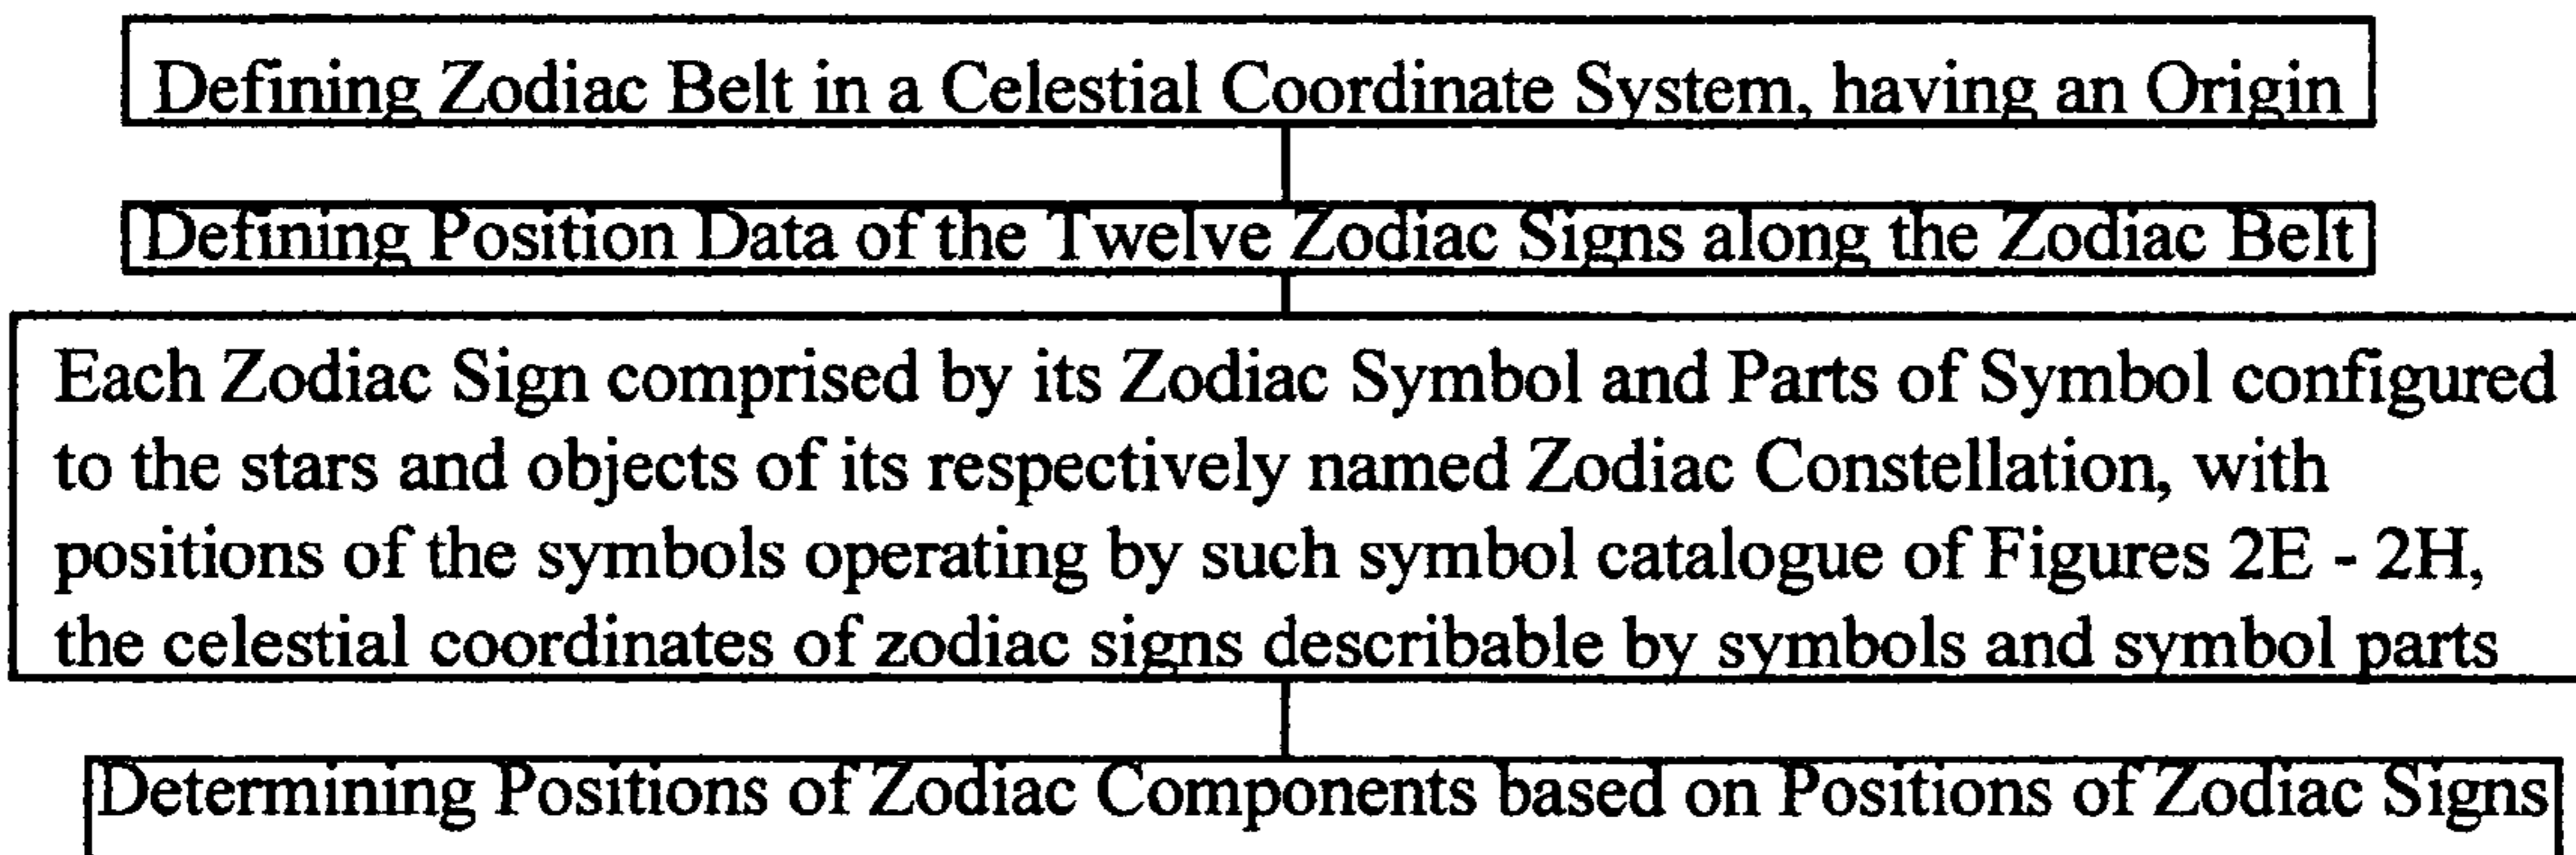 Defining Zodiac Belt in a Celestial Coordinate System, having an Origin
Defining Position Data of the Twelve Zodiac Signs along the Zodiac Belt
Each Zodiac Sign comprised by its Zodiac Symbol and Parts of Symbol configured
to the stars and objects of its respectively named Zodiac Constellation, with
positions of the symbols operating by such symbol catalogue of Figures 2E - 2H,
the celestial coordinates of zodiac signs describable by symbols and symbol parts
Determining Positions of Zodiac Components based on Positions of Zodiac Signs